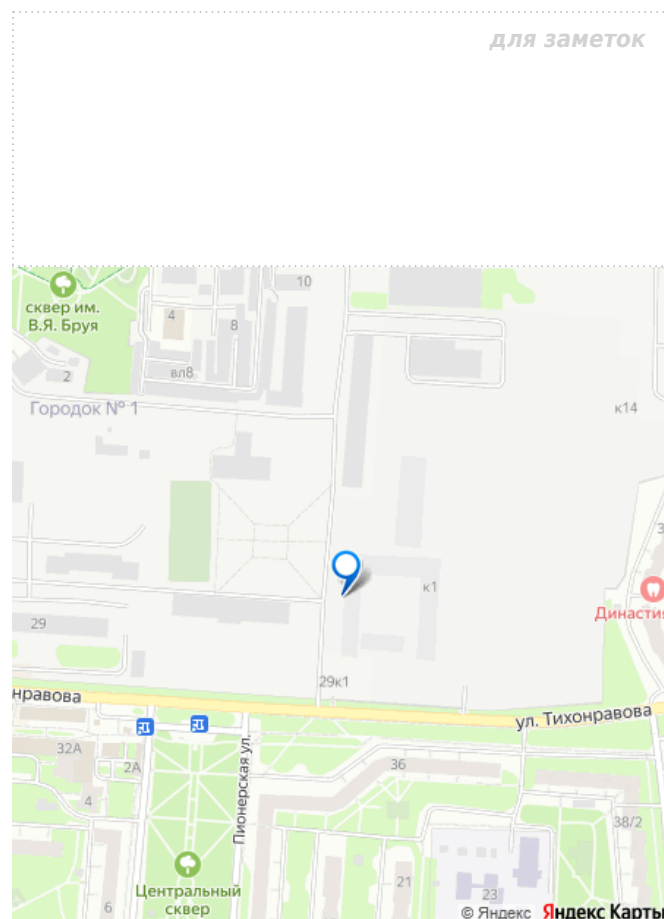 для заметок
10
сквер им.
В.Я. Бруя
4
8
вл8
2
Городок № 1
к14
3
к1
Династия
29
29к1
нравова
ул. Тихонравова
32А
2А
Пионерская ул.
36
4
38/2
Центральный
сквер
21
23
6
© Яндекс Яндекс Карты